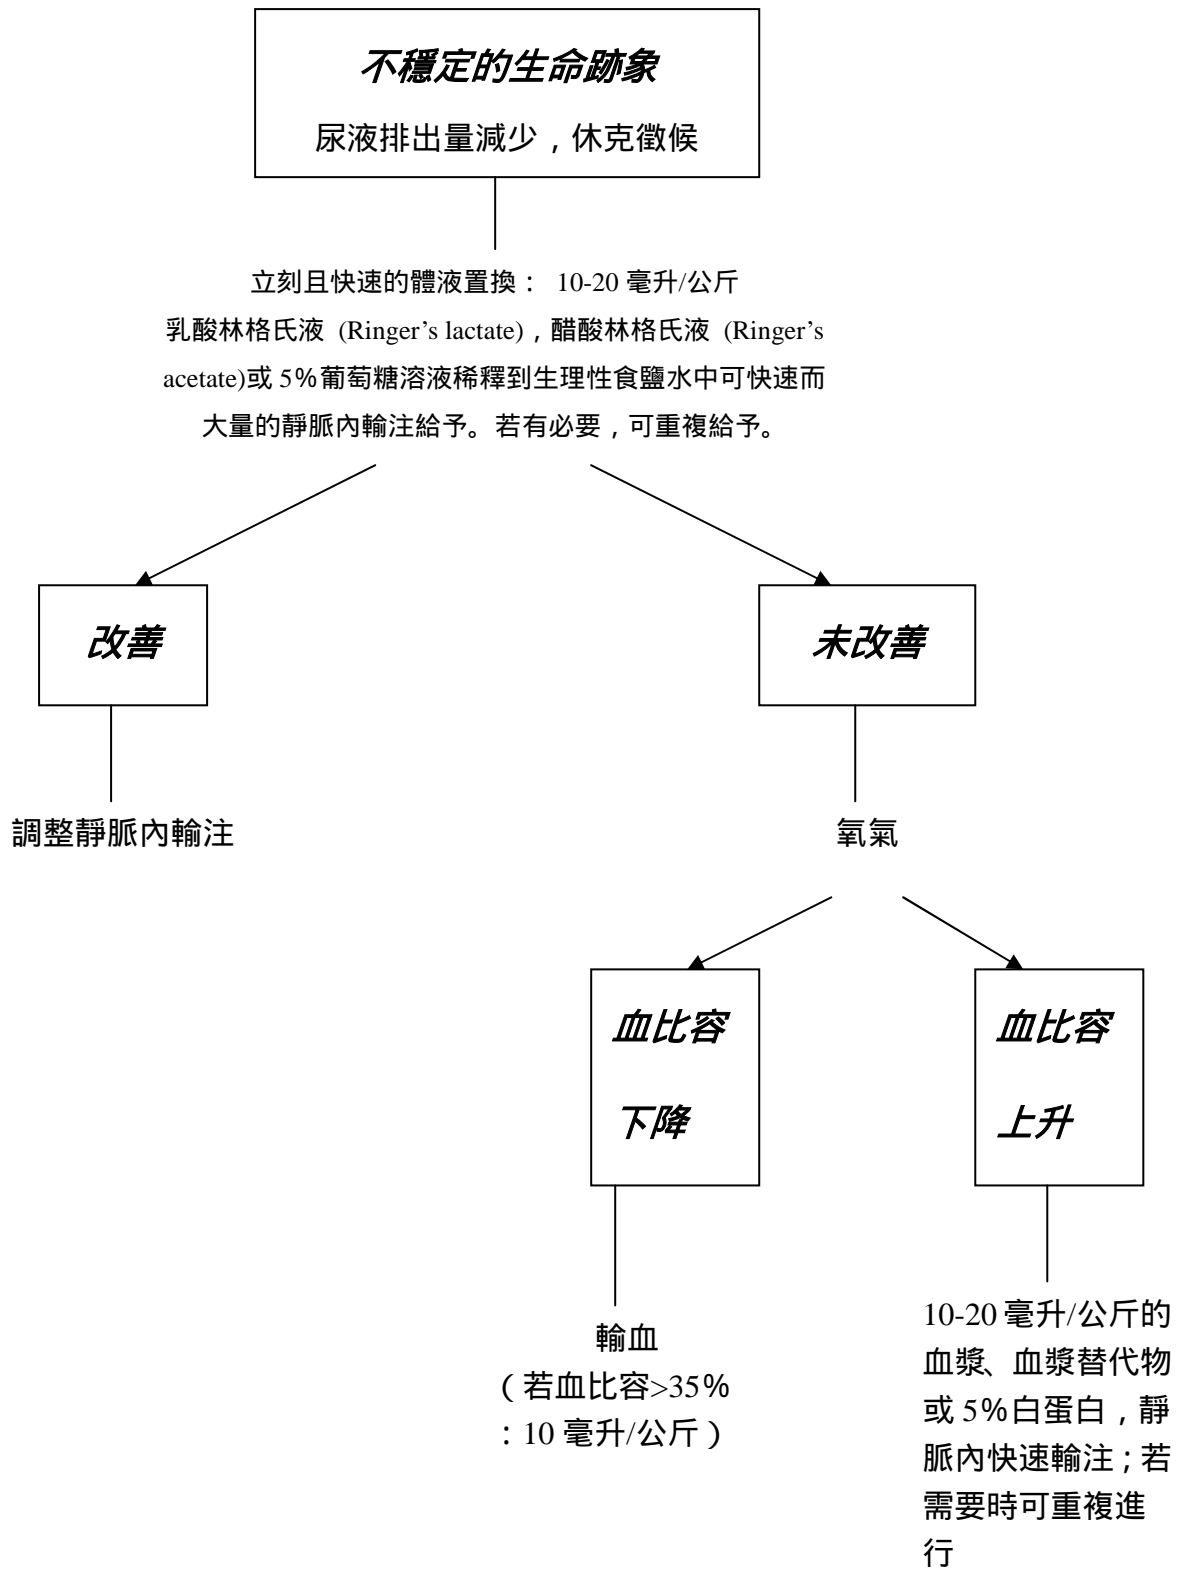 不穩定的生命跡象
尿液排出量減少，休克徵候
立刻且快速的體液置換： 10-20 毫升/公斤
乳酸林格氏液 (Ringer’s lactate)，醋酸林格氏液 (Ringer’s
acetate)或 5%葡萄糖溶液稀釋到生理性食鹽水中可快速而
大量的靜脈內輸注給予。若有必要，可重複給予。
改善
未改善
調整靜脈內輸注
氧氣
血比容
下降
血比容
上升
輸血
（若血比容>35%
：10 毫升/公斤）
10-20 毫升/公斤的
血漿、血漿替代物
或 5%白蛋白，靜
脈內快速輸注；若
需要時可重複進
行